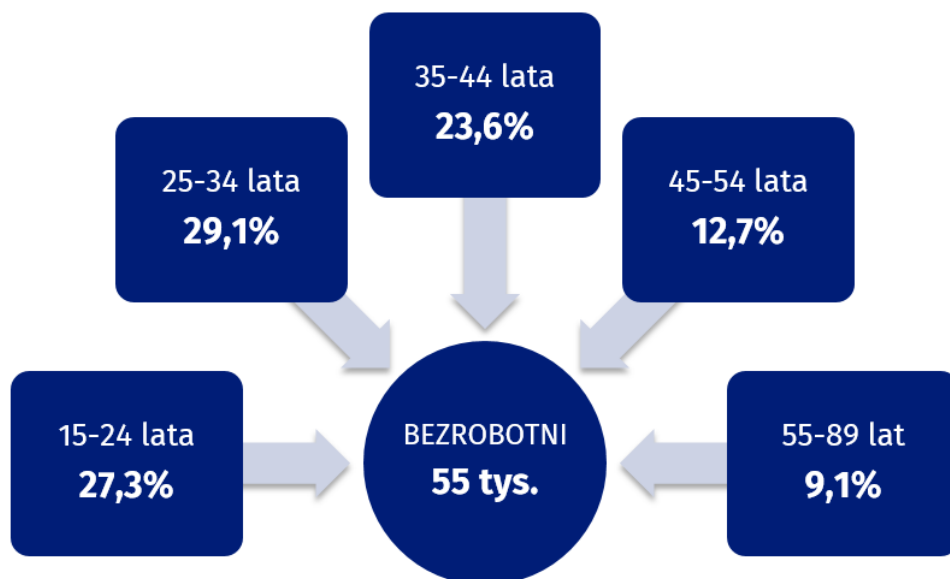 35-44 lata
23,6%
25-34 lata
29,1%
45-54 lata
12,7%
15-24 lata
27,3%
BEZROBOTNI
55 tys.
55-89 lat
9,1%